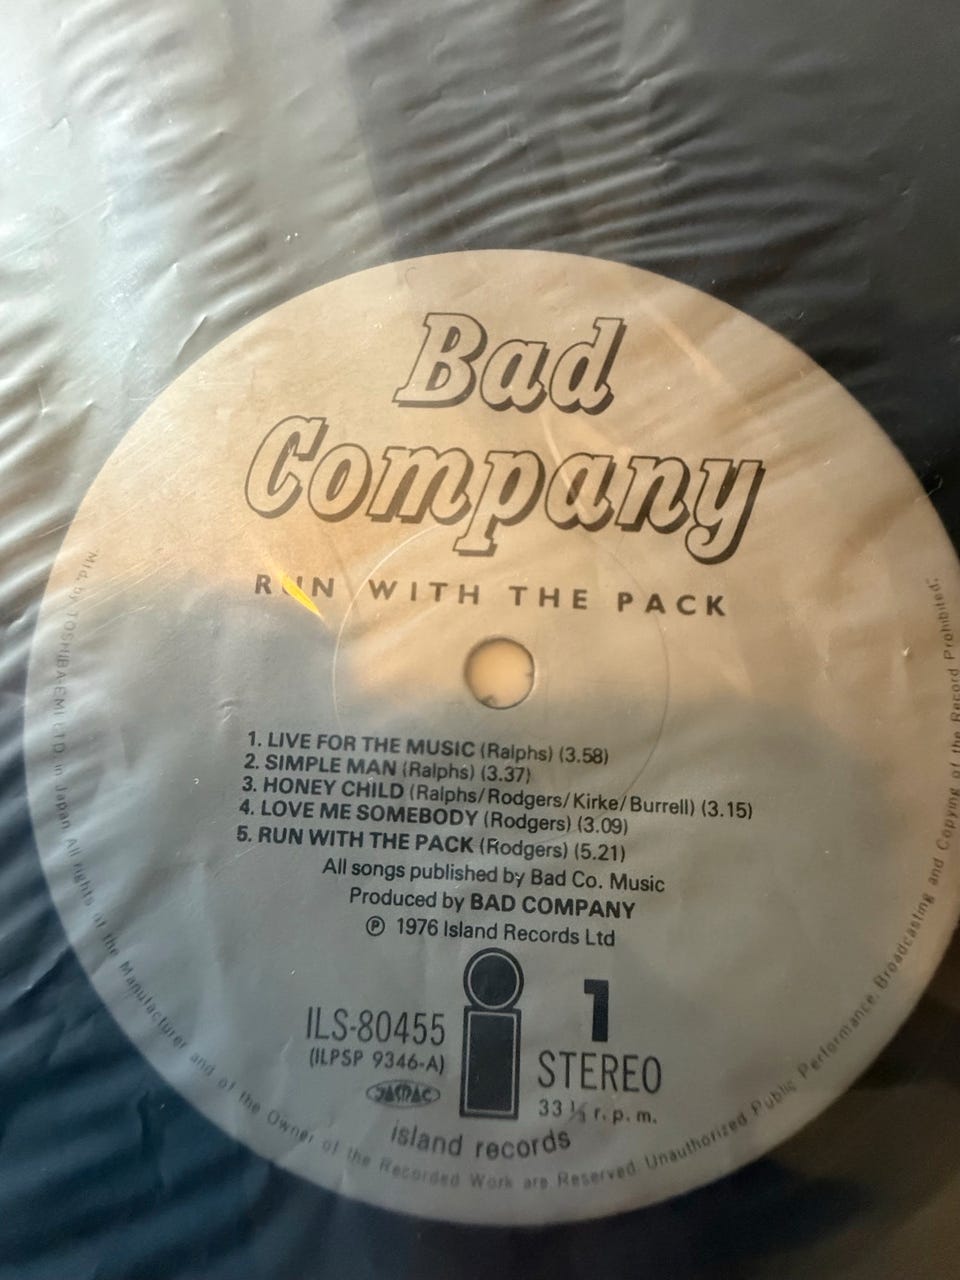 Bad
Company
RUN WITH THE PACK
1. LIVE FOR THE MUSIC (Ralphs) (3.58)
2. SIMPLE MAN (Ralphs) (3.37)
3. HONEY CHILD (Ralphs/Rodgers/Kirke/Burrell) (3.15)
4. LOVE ME SOMEBODY (Rodgers) (3.09)
5. RUN WITH THE PACK (Rodgers) (5.21)
All songs published by Bad Co. Music
Produced by BAD COMPANY
℗ 1976 Island Records Ltd
ILS-80455
(ILPSP 9346-A)
JASRAC
1
STEREO
33 ⅓ r.p.m.
island records
Mfd. by TOSHIBA EMI LTD. in Japan All rights of the Manufacturer and of the Owner of the Recorded Work are Reserved. Unauthorized Public Performance, Broadcasting and Copying of the Record Prohibited;